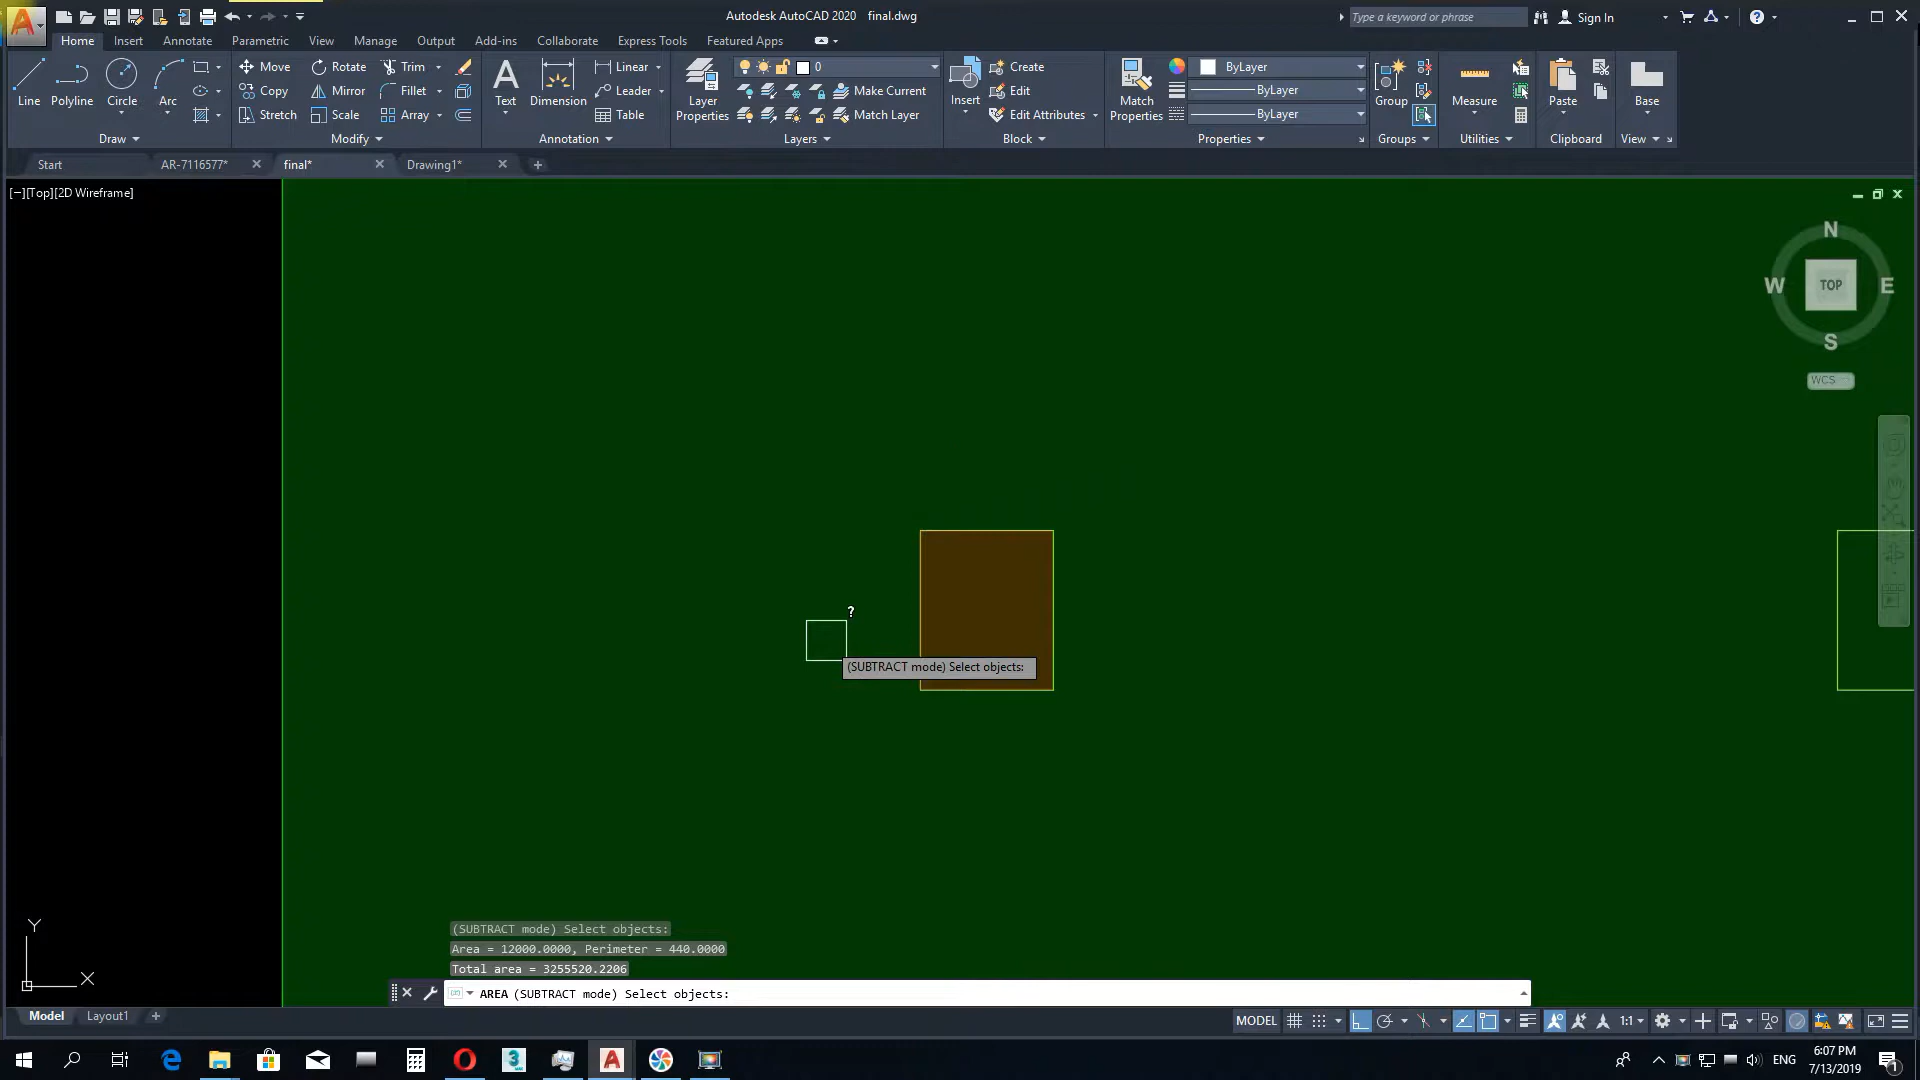 Autodesk AutoCAD 2020 final.dwg
Type a keyword or phrase
Sign In
Home Insert Annotate Parametric View Manage Output Add-ins Collaborate Express Tools Featured Apps
Line Polyline Circle Arc
Draw
Move Rotate Trim
Copy Mirror Fillet
Stretch Scale Array
Modify
Text Dimension
Linear
Leader
Table
Annotation
Layer Properties
0
Make Current
Match Layer
Layers
Insert
Create
Edit
Edit Attributes
Block
Match Properties
ByLayer
ByLayer
ByLayer
Properties
Group
Groups
Measure
Utilities
Paste
Clipboard
Base
View
Start AR-7116577* final* Drawing1*
[−][Top][2D Wireframe]
N
W TOP E
S
WCS
?
(SUBTRACT mode) Select objects:
Y
X
(SUBTRACT mode) Select objects:
Area = 12000.0000, Perimeter = 440.0000
Total area = 3255520.2206
AREA (SUBTRACT mode) Select objects:
Model Layout1
MODEL 1:1
ENG
6:07 PM
7/13/2019
1